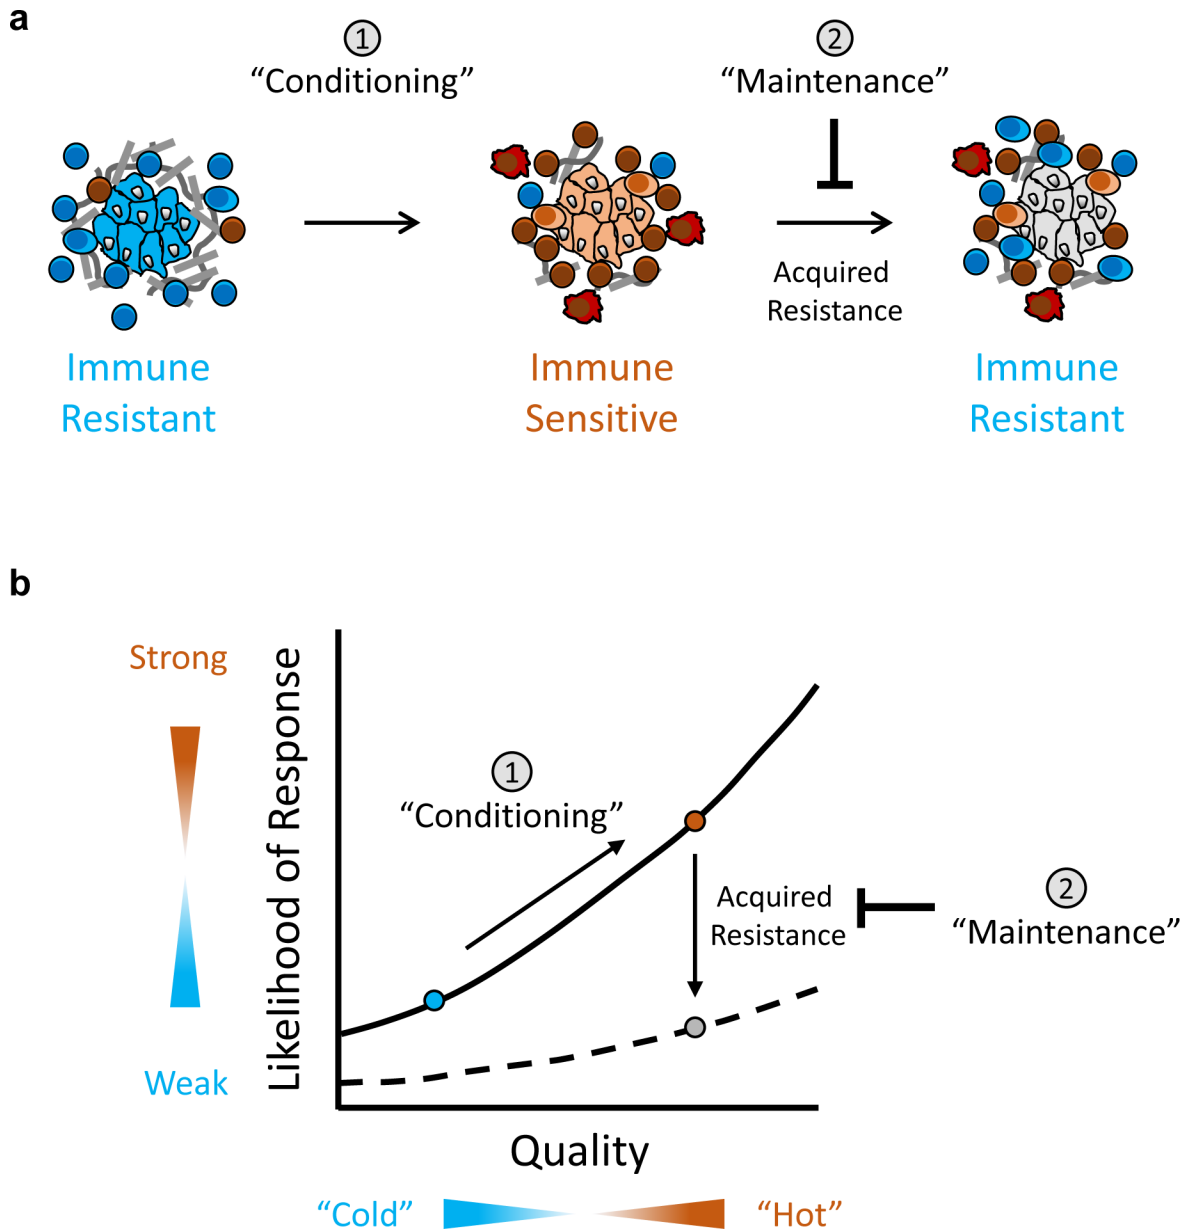 a
1
“Conditioning”
2
“Maintenance”
Acquired
Resistance
Immune
Resistant
Immune
Sensitive
Immune
Resistant
b
Strong
Weak
Likelihood of Response
1
“Conditioning”
Acquired
Resistance
2
“Maintenance”
Quality
“Cold”
“Hot”